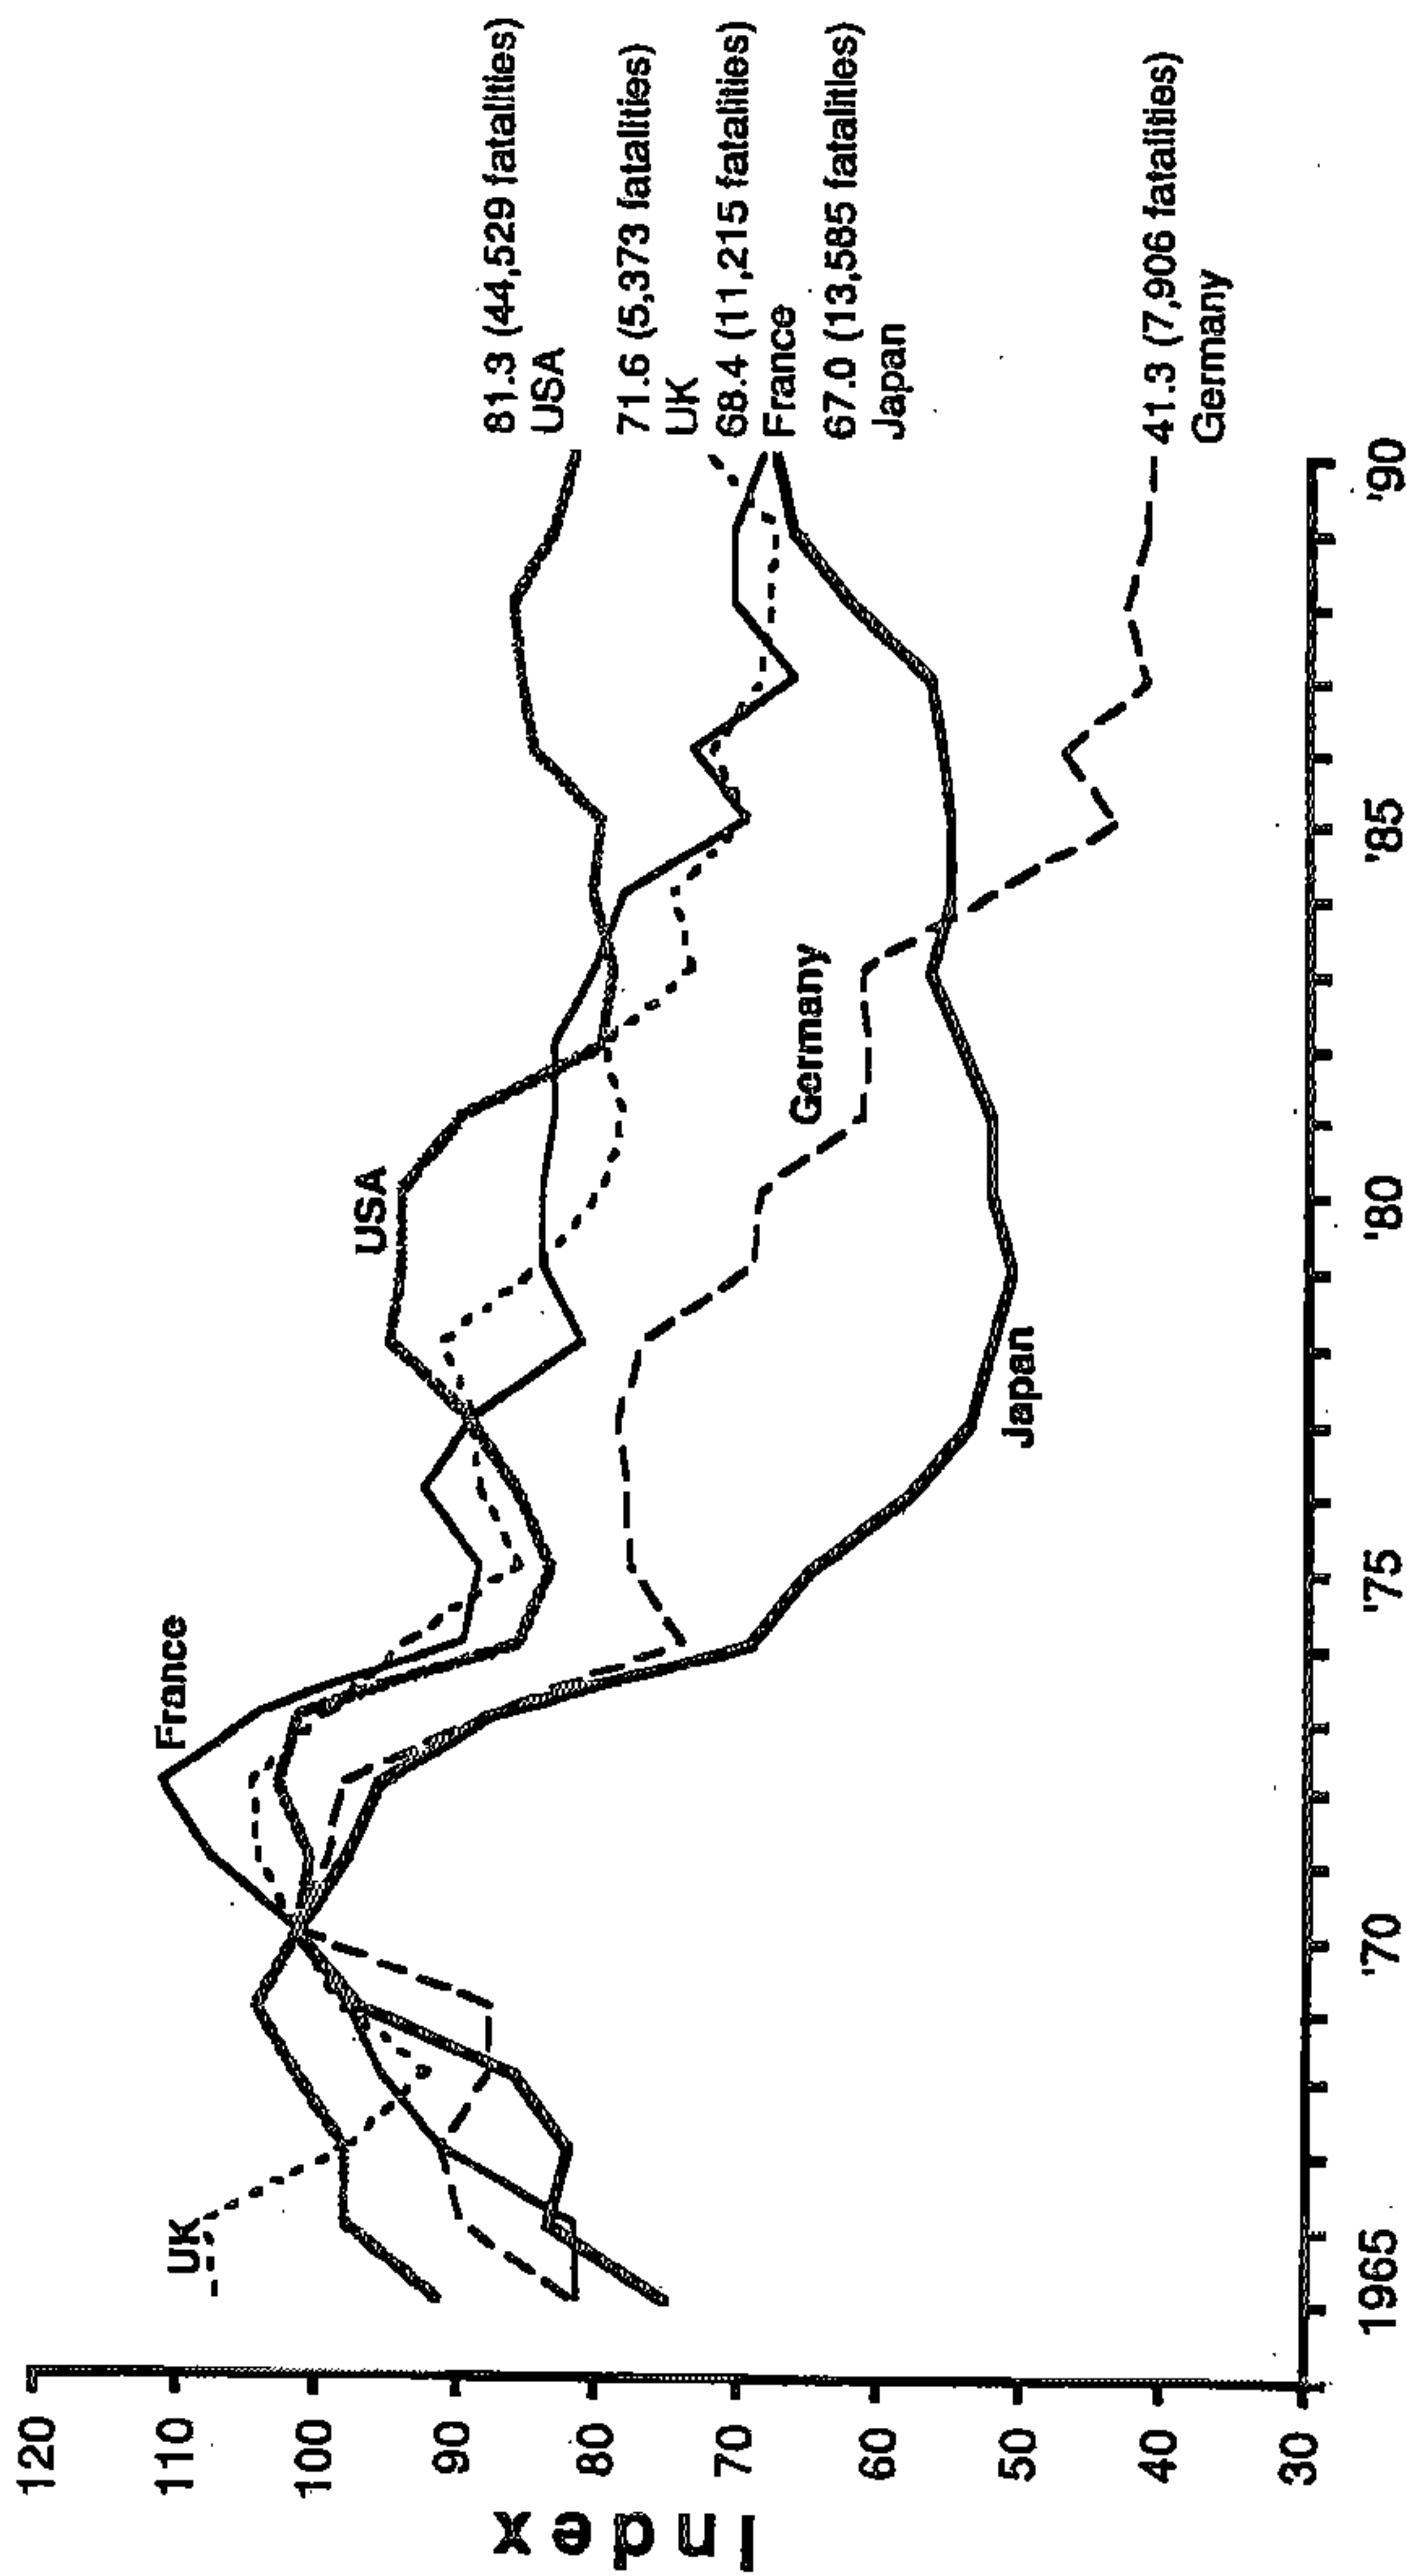 Index
120
110
100
90
80
70
60
50
40
30
1965
'70
'75
'80
'85
'90
UK
France
USA
Japan
Germany
81.3 (44,529 fatalities)
USA
71.6 (5,373 fatalities)
UK
68.4 (11,215 fatalities)
France
67.0 (13,585 fatalities)
Japan
41.3 (7,906 fatalities)
Germany